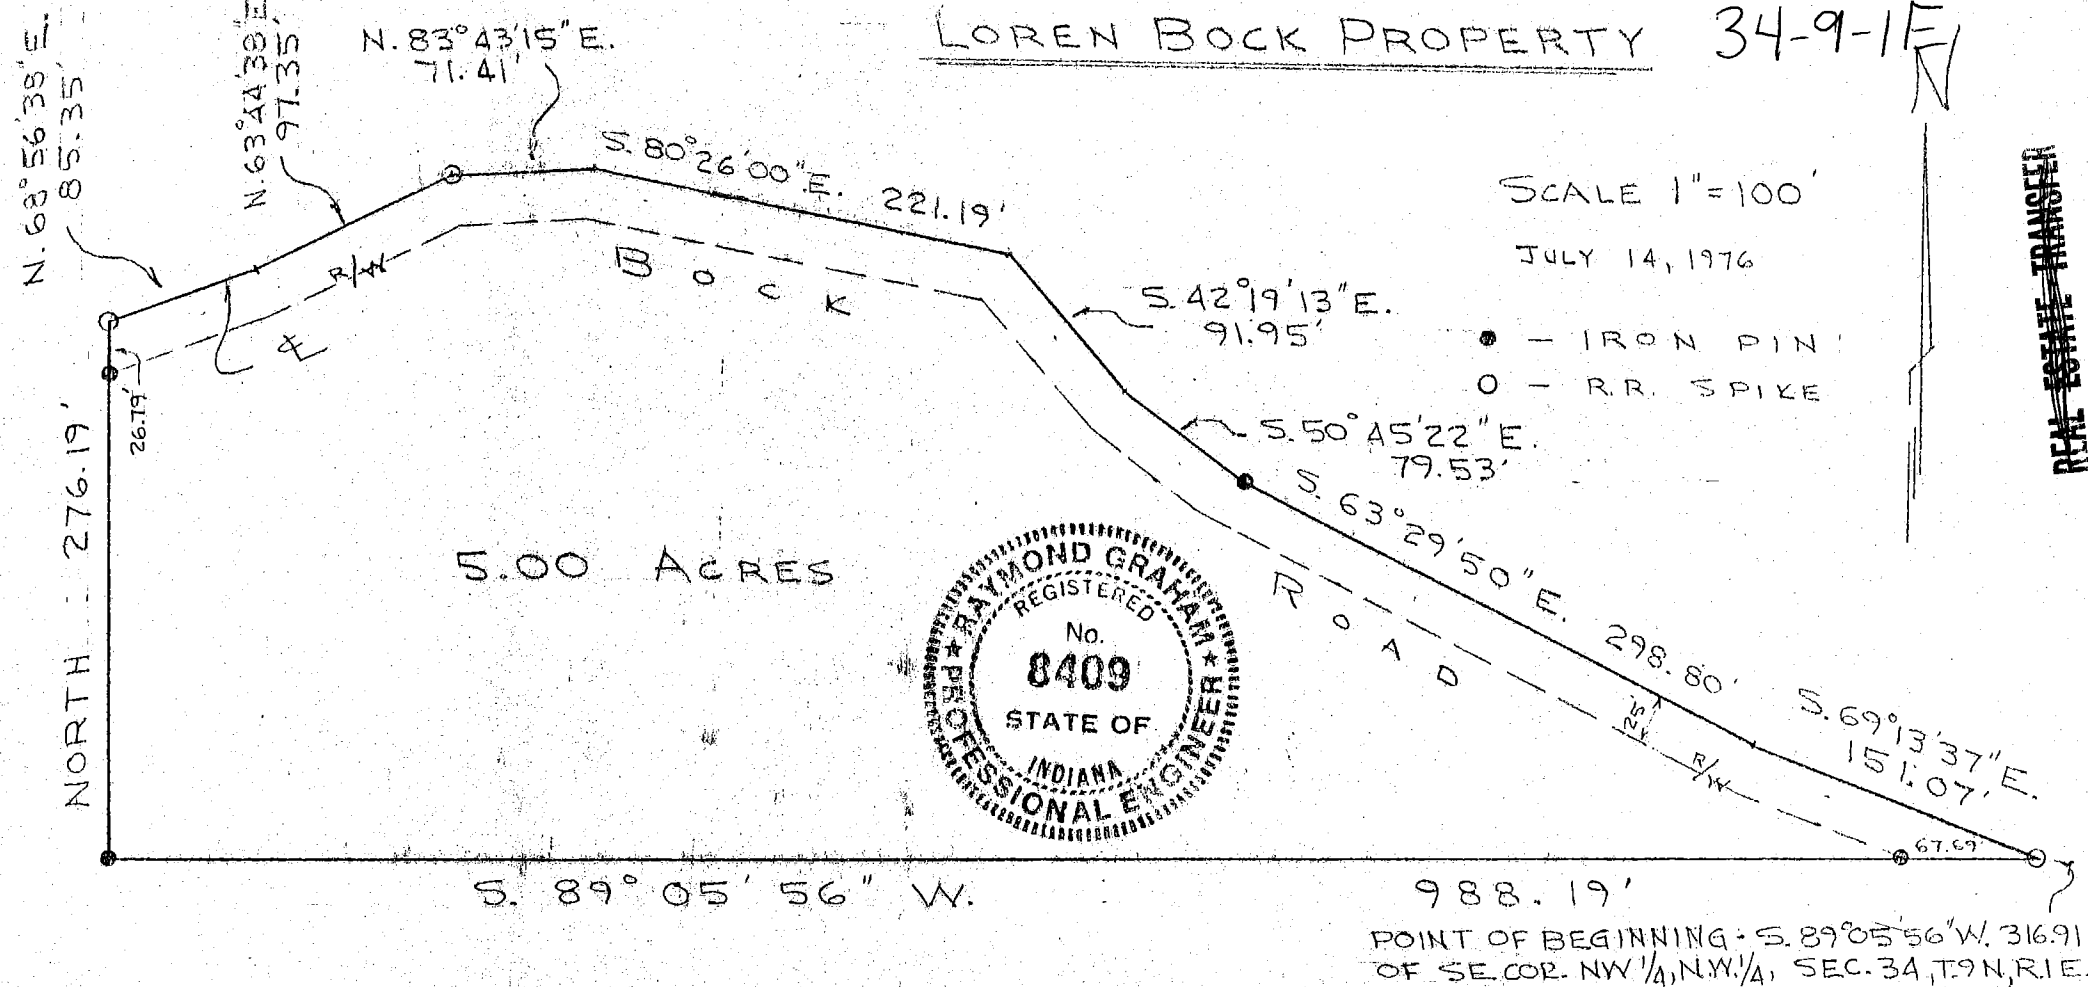 LOREN BOCK PROPERTY 34-9-1E
N
N. 68° 56' 38" E.
85.35'
N. 63° 44' 38" E
97.35'
N. 83° 43' 15" E.
71.41'
S. 80° 26' 00" E. 221.19'
SCALE 1" = 100'
JULY 14, 1976
● - IRON PIN
O - R.R. SPIKE
REAL ESTATE TRANSFER
S. 42° 19' 13" E.
91.95'
S. 50° 45' 22" E.
79.53'
S. 63° 29' 50" E. 298.80'
S. 69° 13' 37" E.
151.07'
R/W
BOCK
ROAD
℄
26.79'
NORTH 276.19'
5.00 ACRES
RAYMOND GRAHAM
REGISTERED
No.
8409
STATE OF
INDIANA
PROFESSIONAL ENGINEER
25'
R/W
67.69'
S. 89° 05' 56" W. 988.19'
POINT OF BEGINNING - S. 89° 05' 56" W. 316.91
OF SE. COR. NW 1/4, N.W. 1/4, SEC. 34, T.9N, R.1E.